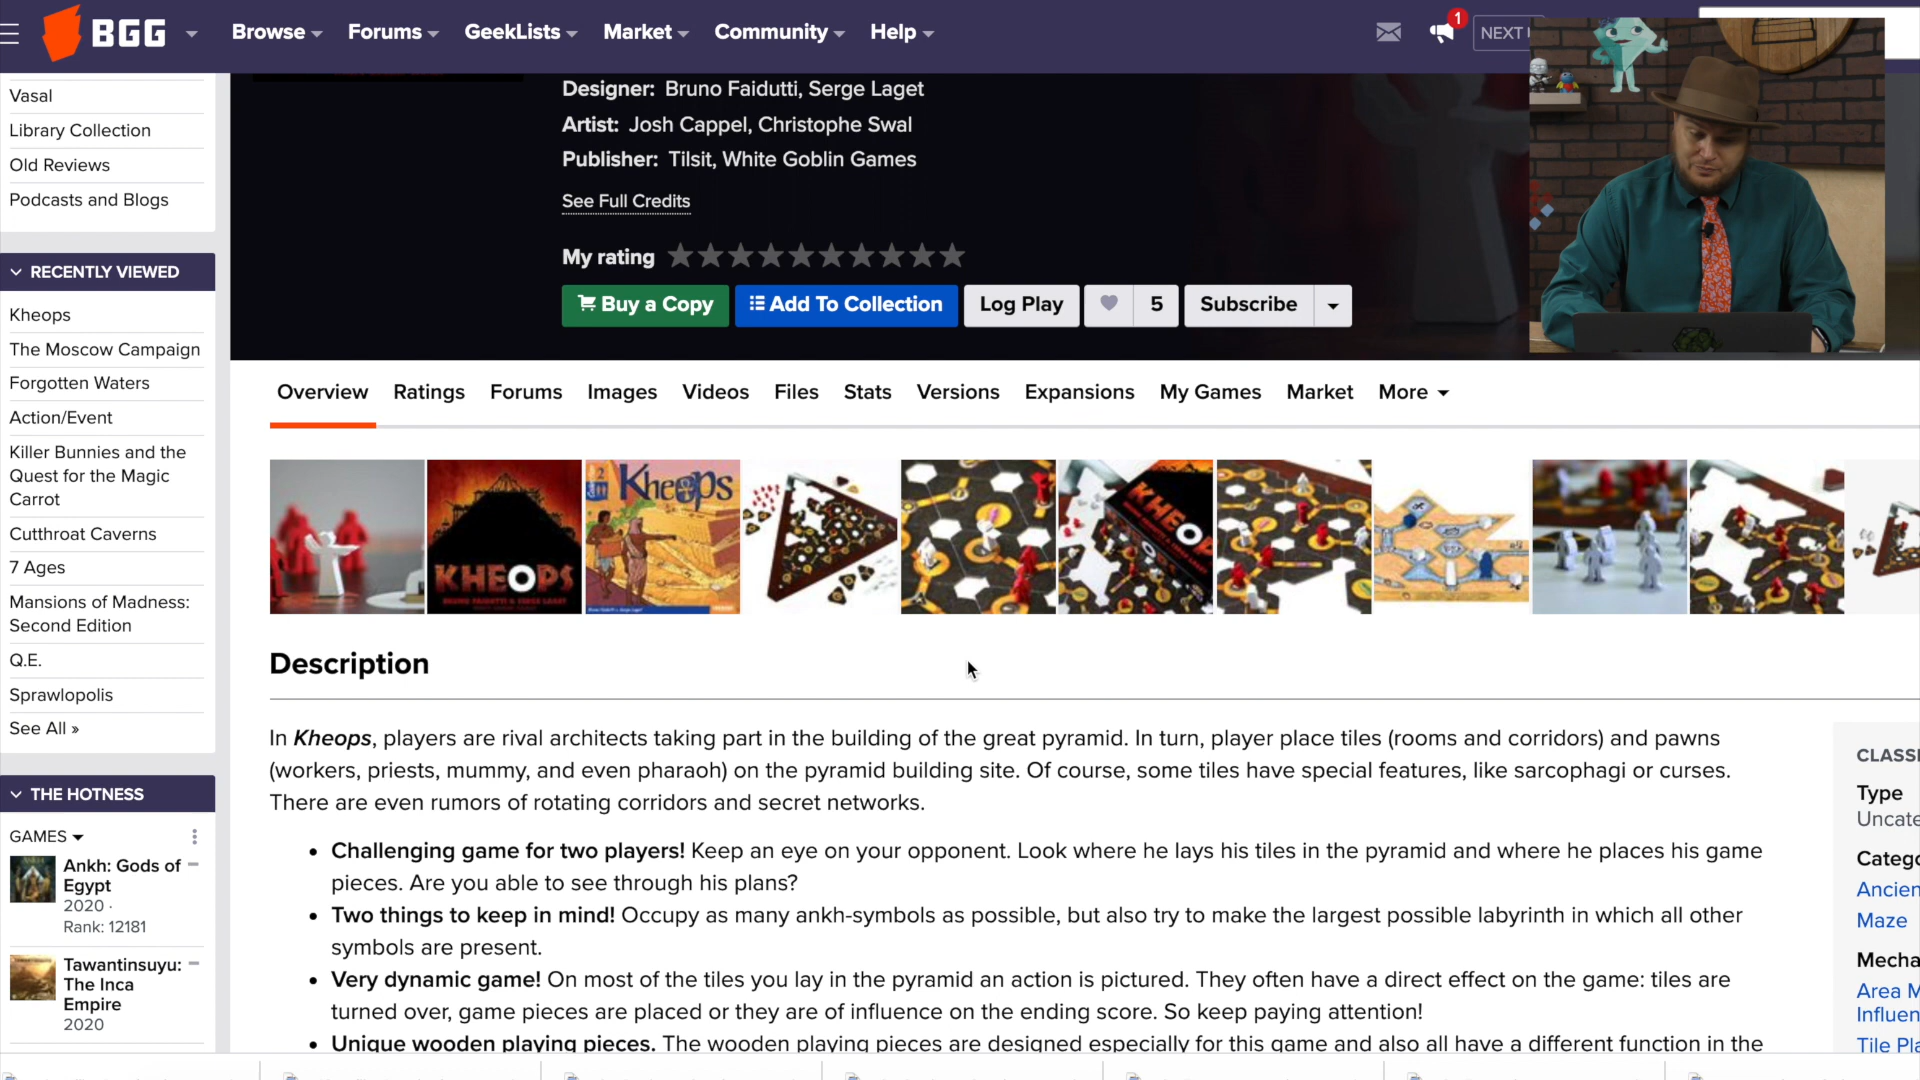 BGG
Browse
Forums
GeekLists
Market
Community
Help
1
NEXT
Vasal
Library Collection
Old Reviews
Podcasts and Blogs
RECENTLY VIEWED
Kheops
The Moscow Campaign
Forgotten Waters
Action/Event
Killer Bunnies and the
Quest for the Magic
Carrot
Cutthroat Caverns
7 Ages
Mansions of Madness:
Second Edition
Q.E.
Sprawlopolis
See All »
THE HOTNESS
GAMES
Ankh: Gods of
Egypt
2020 ·
Rank: 12181
Tawantinsuyu:
The Inca
Empire
2020
Designer: Bruno Faidutti, Serge Laget
Artist: Josh Cappel, Christophe Swal
Publisher: Tilsit, White Goblin Games
See Full Credits
My rating
Buy a Copy
Add To Collection
Log Play
5
Subscribe
Overview
Ratings
Forums
Images
Videos
Files
Stats
Versions
Expansions
My Games
Market
More
KHEOPS
BRUNO FAIDUTTI & SERGE LAGET
2
Kheops
KHEO
Description
In Kheops, players are rival architects taking part in the building of the great pyramid. In turn, player place tiles (rooms and corridors) and pawns
(workers, priests, mummy, and even pharaoh) on the pyramid building site. Of course, some tiles have special features, like sarcophagi or curses.
There are even rumors of rotating corridors and secret networks.
• Challenging game for two players! Keep an eye on your opponent. Look where he lays his tiles in the pyramid and where he places his game
pieces. Are you able to see through his plans?
• Two things to keep in mind! Occupy as many ankh-symbols as possible, but also try to make the largest possible labyrinth in which all other
symbols are present.
• Very dynamic game! On most of the tiles you lay in the pyramid an action is pictured. They often have a direct effect on the game: tiles are
turned over, game pieces are placed or they are of influence on the ending score. So keep paying attention!
• Unique wooden playing pieces. The wooden playing pieces are designed especially for this game and also all have a different function in the
CLASSI
Type
Uncate
Catego
Ancien
Maze
Mecha
Area M
Influen
Tile Pla